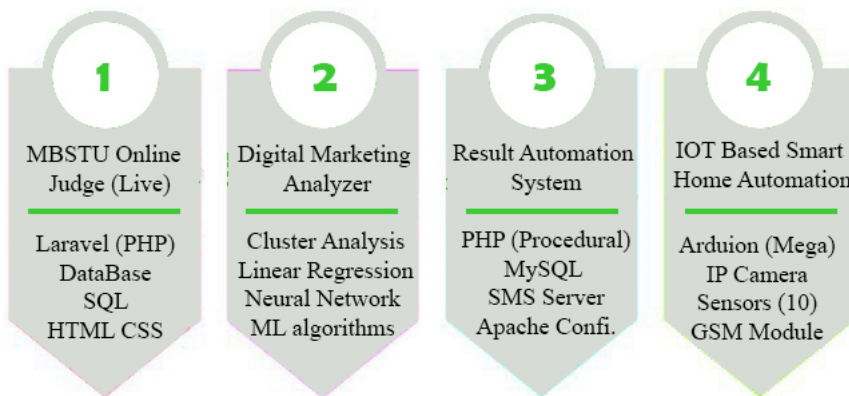 1
MBSTU Online
Judge (Live)
Laravel (PHP)
DataBase
SQL
HTML CSS
2
Digital Marketing
Analyzer
Cluster Analysis
Linear Regression
Neural Network
ML algorithms
3
Result Automation
System
PHP (Procedural)
MySQL
SMS Server
Apache Confi.
4
IOT Based Smart
Home Automation
Arduion (Mega)
IP Camera
Sensors (10)
GSM Module